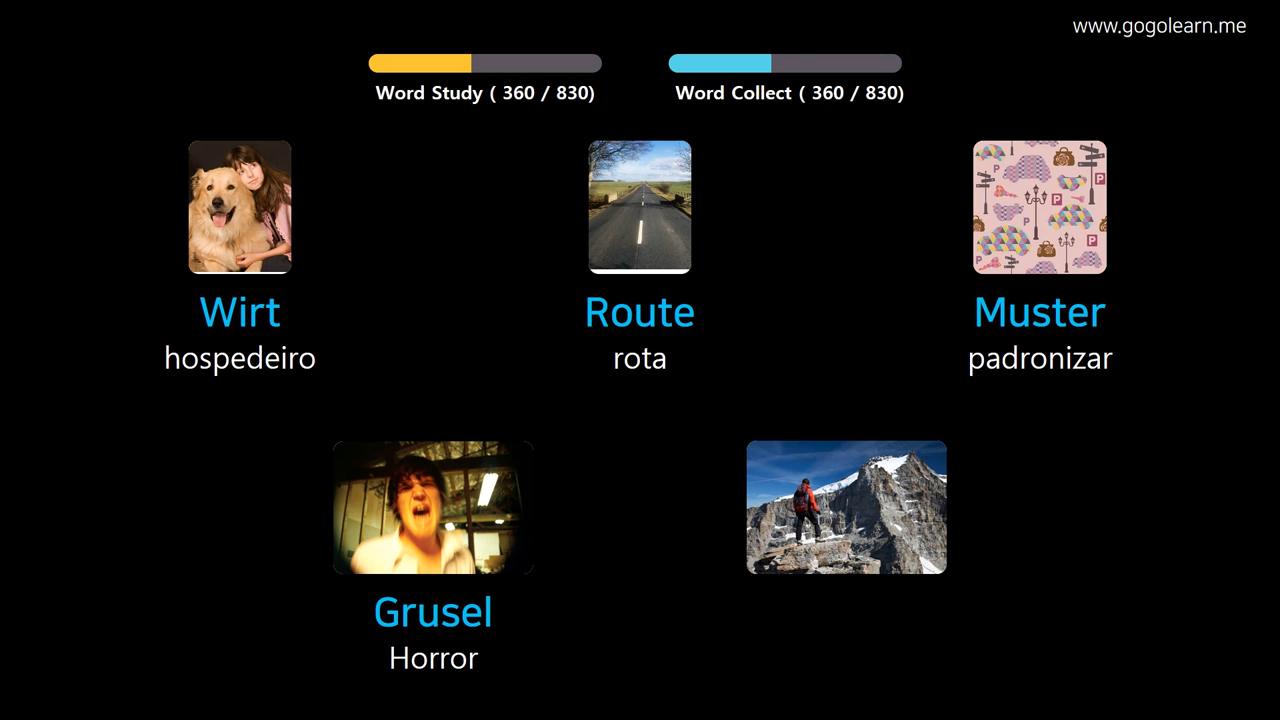 www.gogolearn.me
Word Study ( 360 / 830)
Word Collect ( 360 / 830)
Wirt
hospedeiro
Route
rota
Muster
padronizar
P
P
P
P
P
P
Grusel
Horror